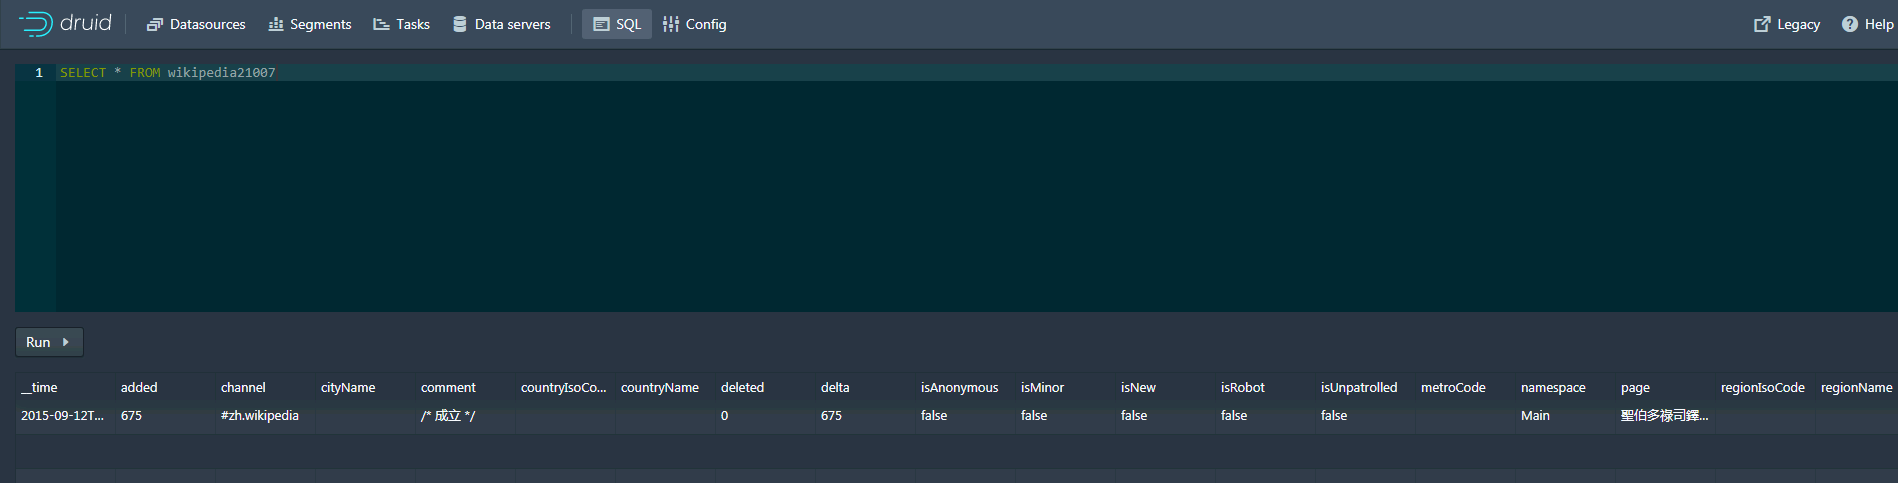 druid Datasources Segments Tasks Data servers SQL Config Legacy Help
1 SELECT * FROM wikipedia21007
Run
__time added channel cityName comment countryIsoCo... countryName deleted delta isAnonymous isMinor isNew isRobot isUnpatrolled metroCode namespace page regionIsoCode regionName
2015-09-12T... 675 #zh.wikipedia /* 成立 */ 0 675 false false false false false Main 聖伯多祿司鐸...